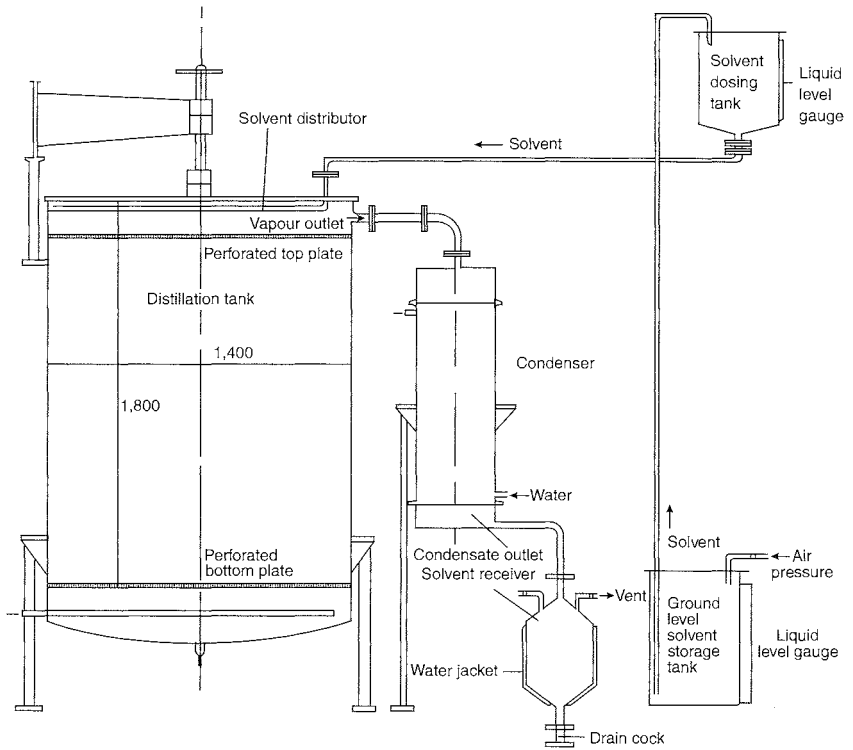 Solvent
dosing
tank
Liquid
level
gauge
Solvent distributor
Solvent
Vapour outlet
Perforated top plate
Distillation tank
1,400
Condenser
1,800
Water
Solvent
Air
pressure
Perforated
bottom plate
Condensate outlet
Solvent receiver
Vent
Ground
level
solvent
storage
tank
Liquid
level gauge
Water jacket
Drain cock